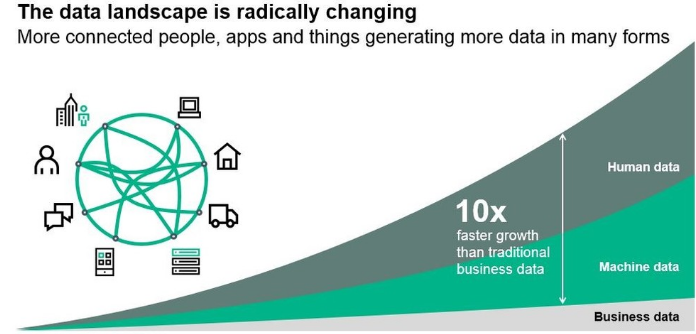 The data landscape is radically changing
More connected people, apps and things generating more data in many forms
Human data
10x
faster growth
than traditional
business data
Machine data
Business data